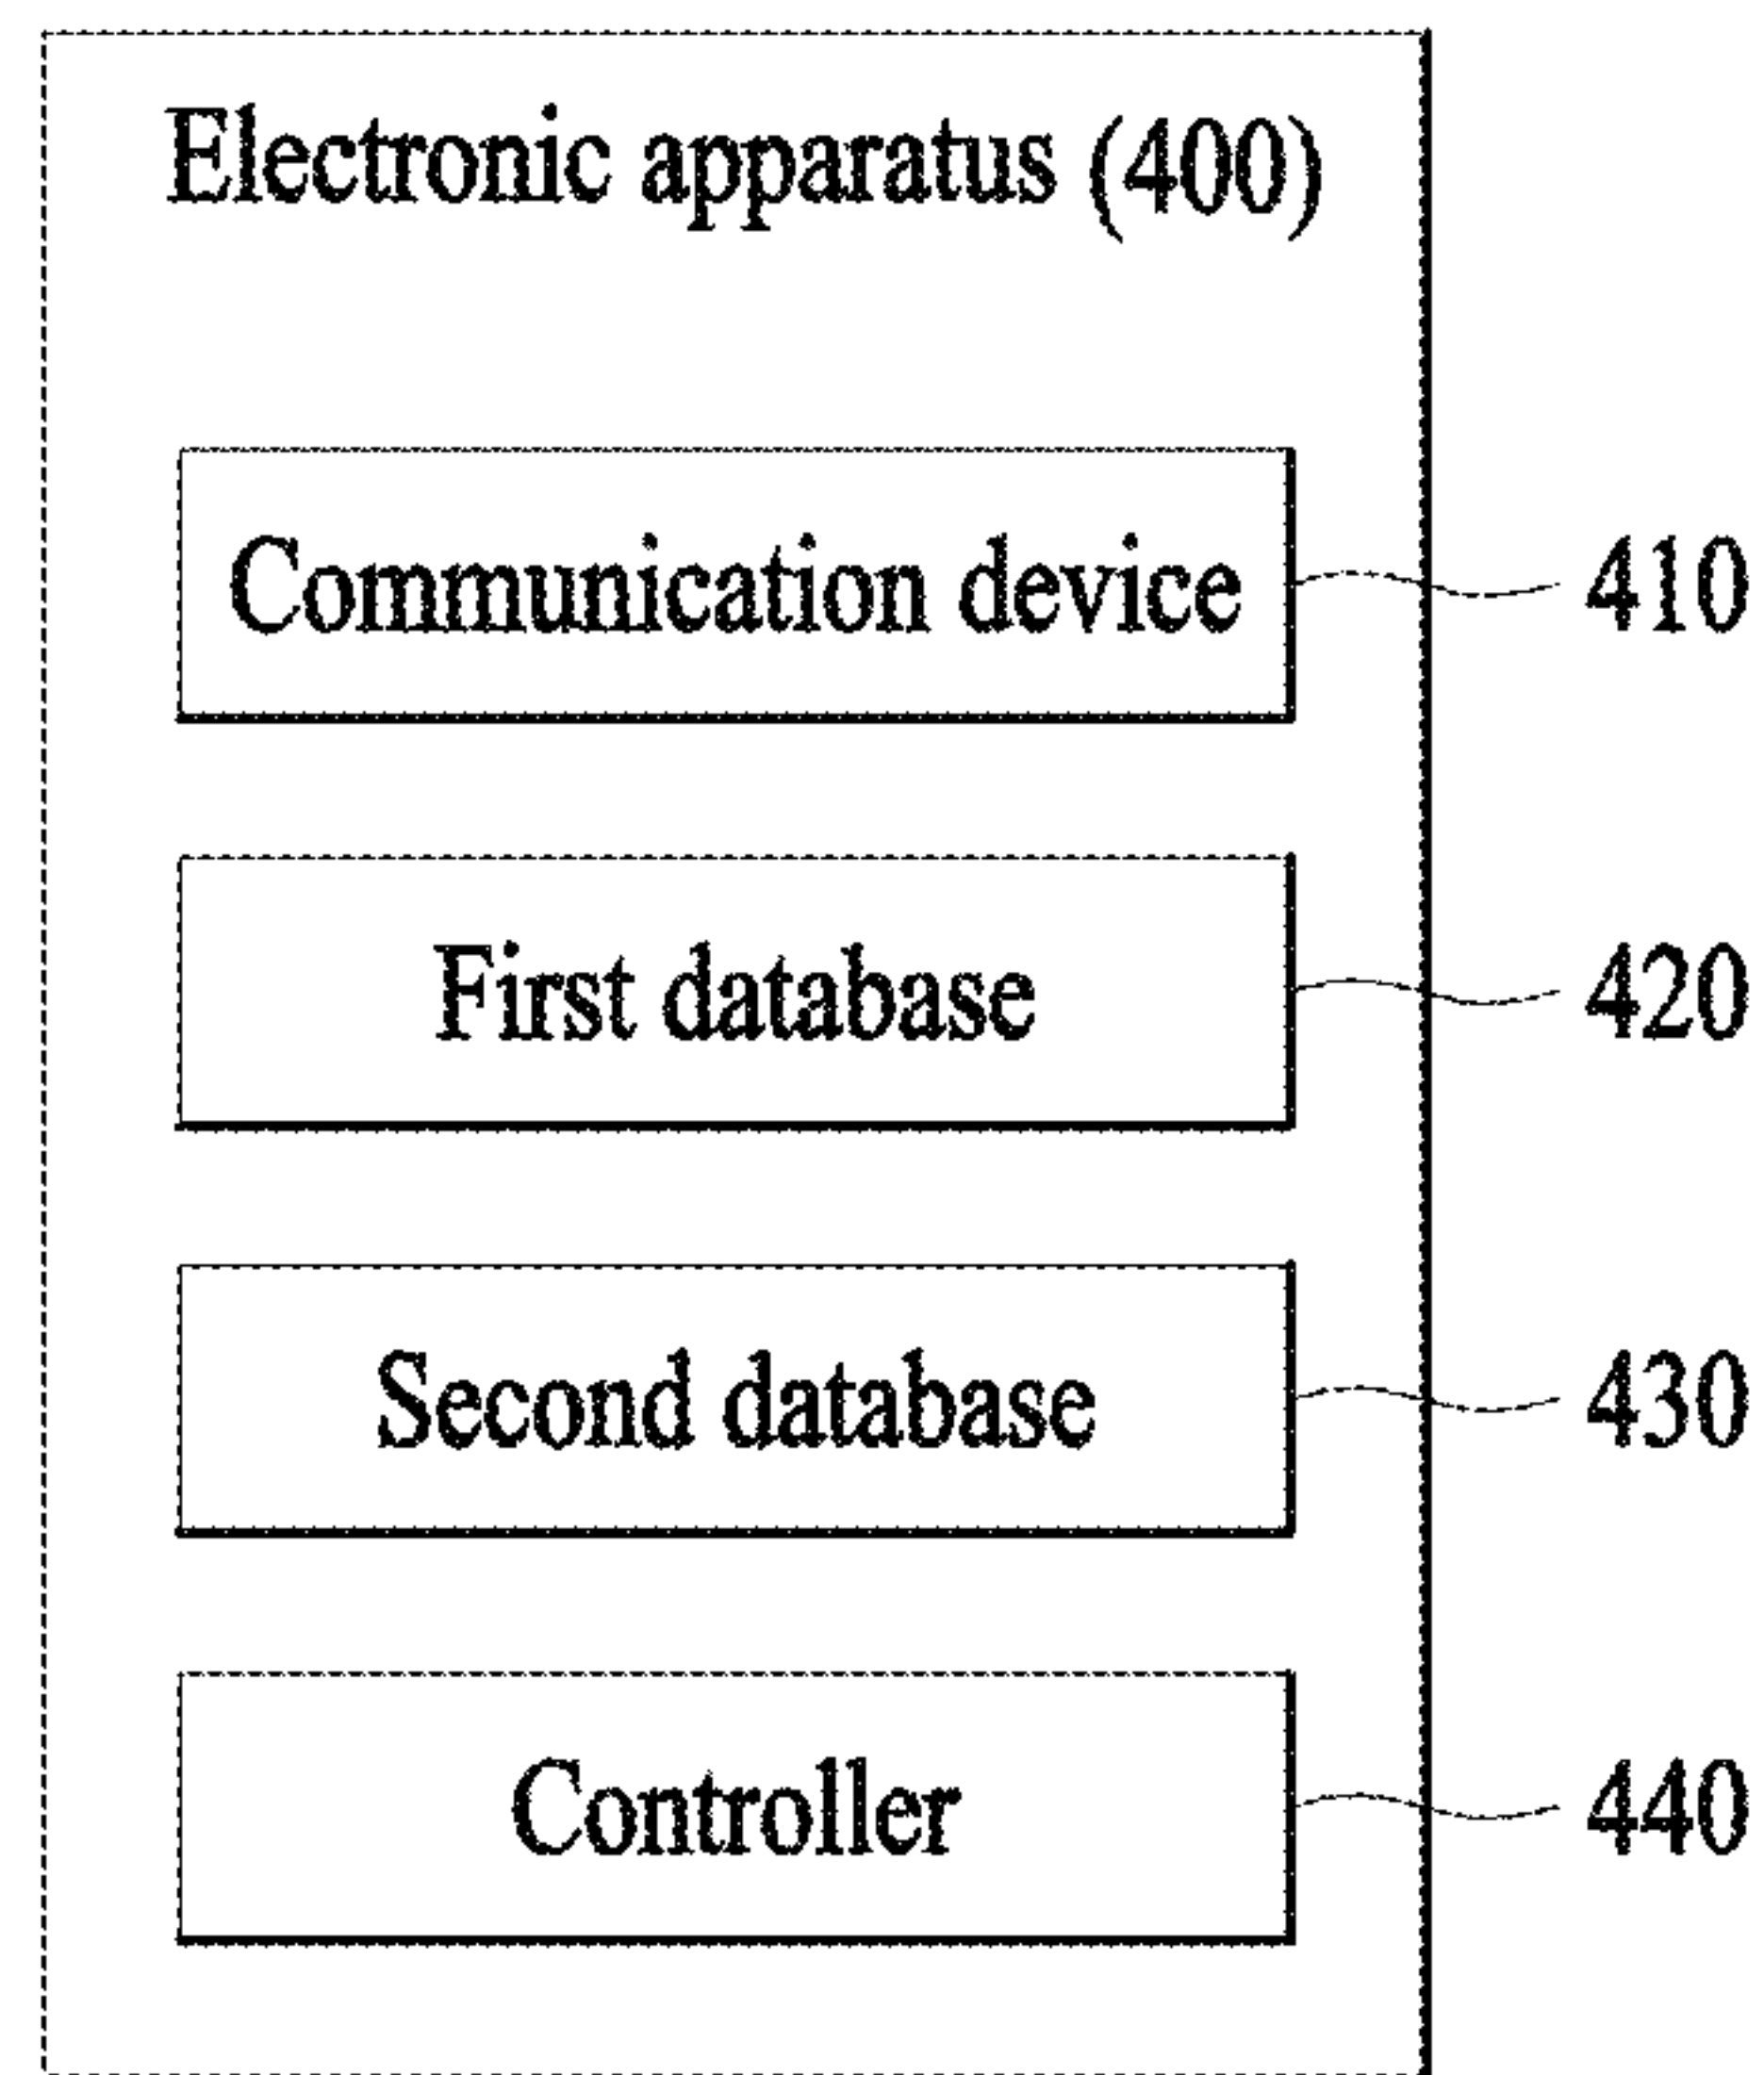 Electronic apparatus (400)
Communication device 410
First database 420
Second database 430
Controller 440